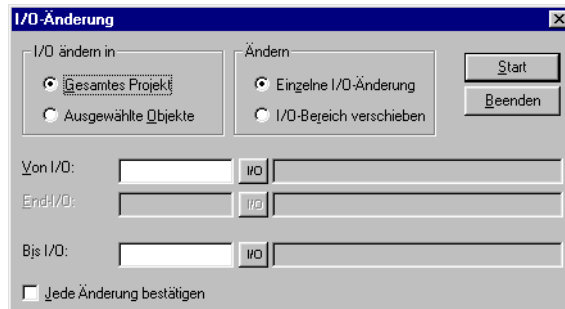 I/O-Änderung
I/O ändern in
Gesamtes Projekt
Ausgewählte Objekte
Ändern
Einzelne I/O-Änderung
I/O-Bereich verschieben
Start
Beenden
Von I/O: I/O
End-I/O: I/O
Bis I/O: I/O
Jede Änderung bestätigen